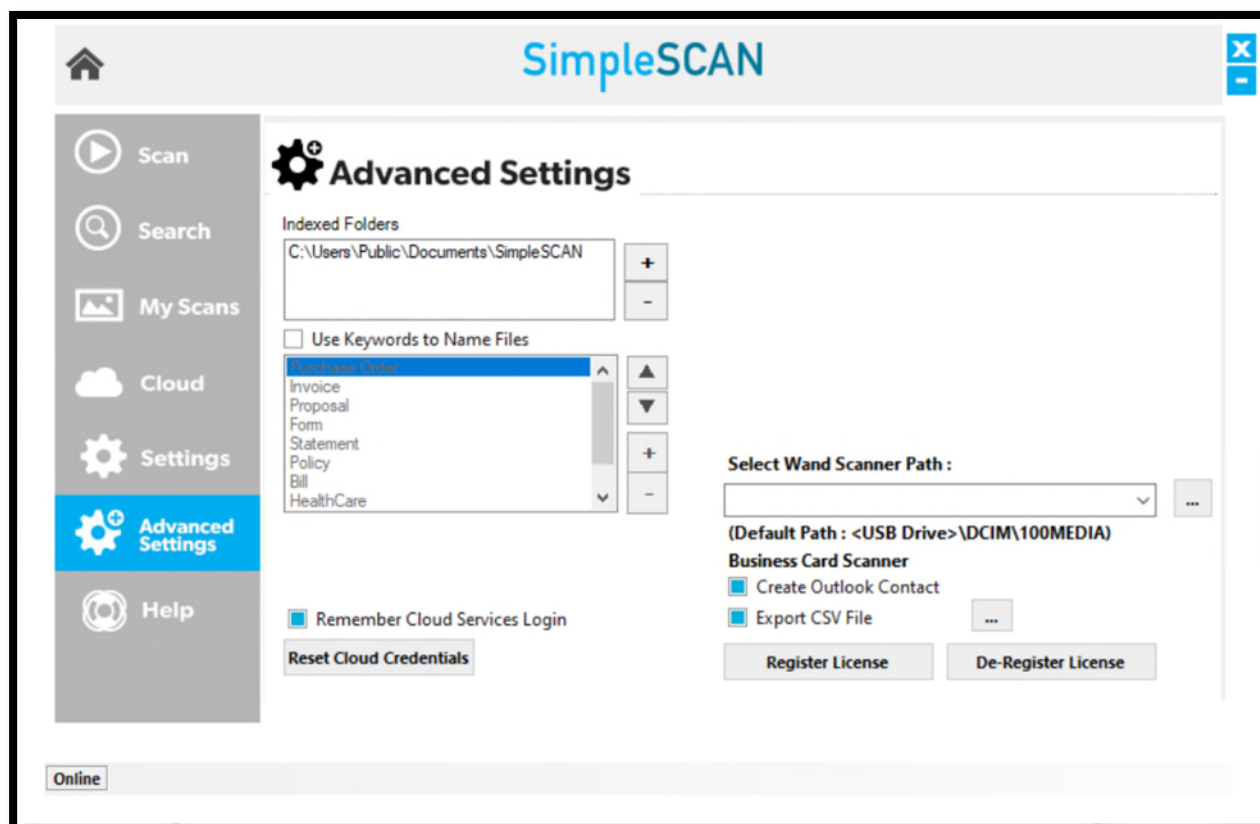 SimpleSCAN
X
-
Scan
Search
My Scans
Cloud
Settings
Advanced
Settings
Help
Advanced Settings
Indexed Folders
C:\Users\Public\Documents\SimpleSCAN
+
-
Use Keywords to Name Files
Purchase Order
Invoice
Proposal
Form
Statement
Policy
Bill
HealthCare
+
-
Remember Cloud Services Login
Reset Cloud Credentials
Select Wand Scanner Path :
...
(Default Path : <USB Drive>\DCIM\100MEDIA)
Business Card Scanner
Create Outlook Contact
Export CSV File
...
Register License
De-Register License
Online